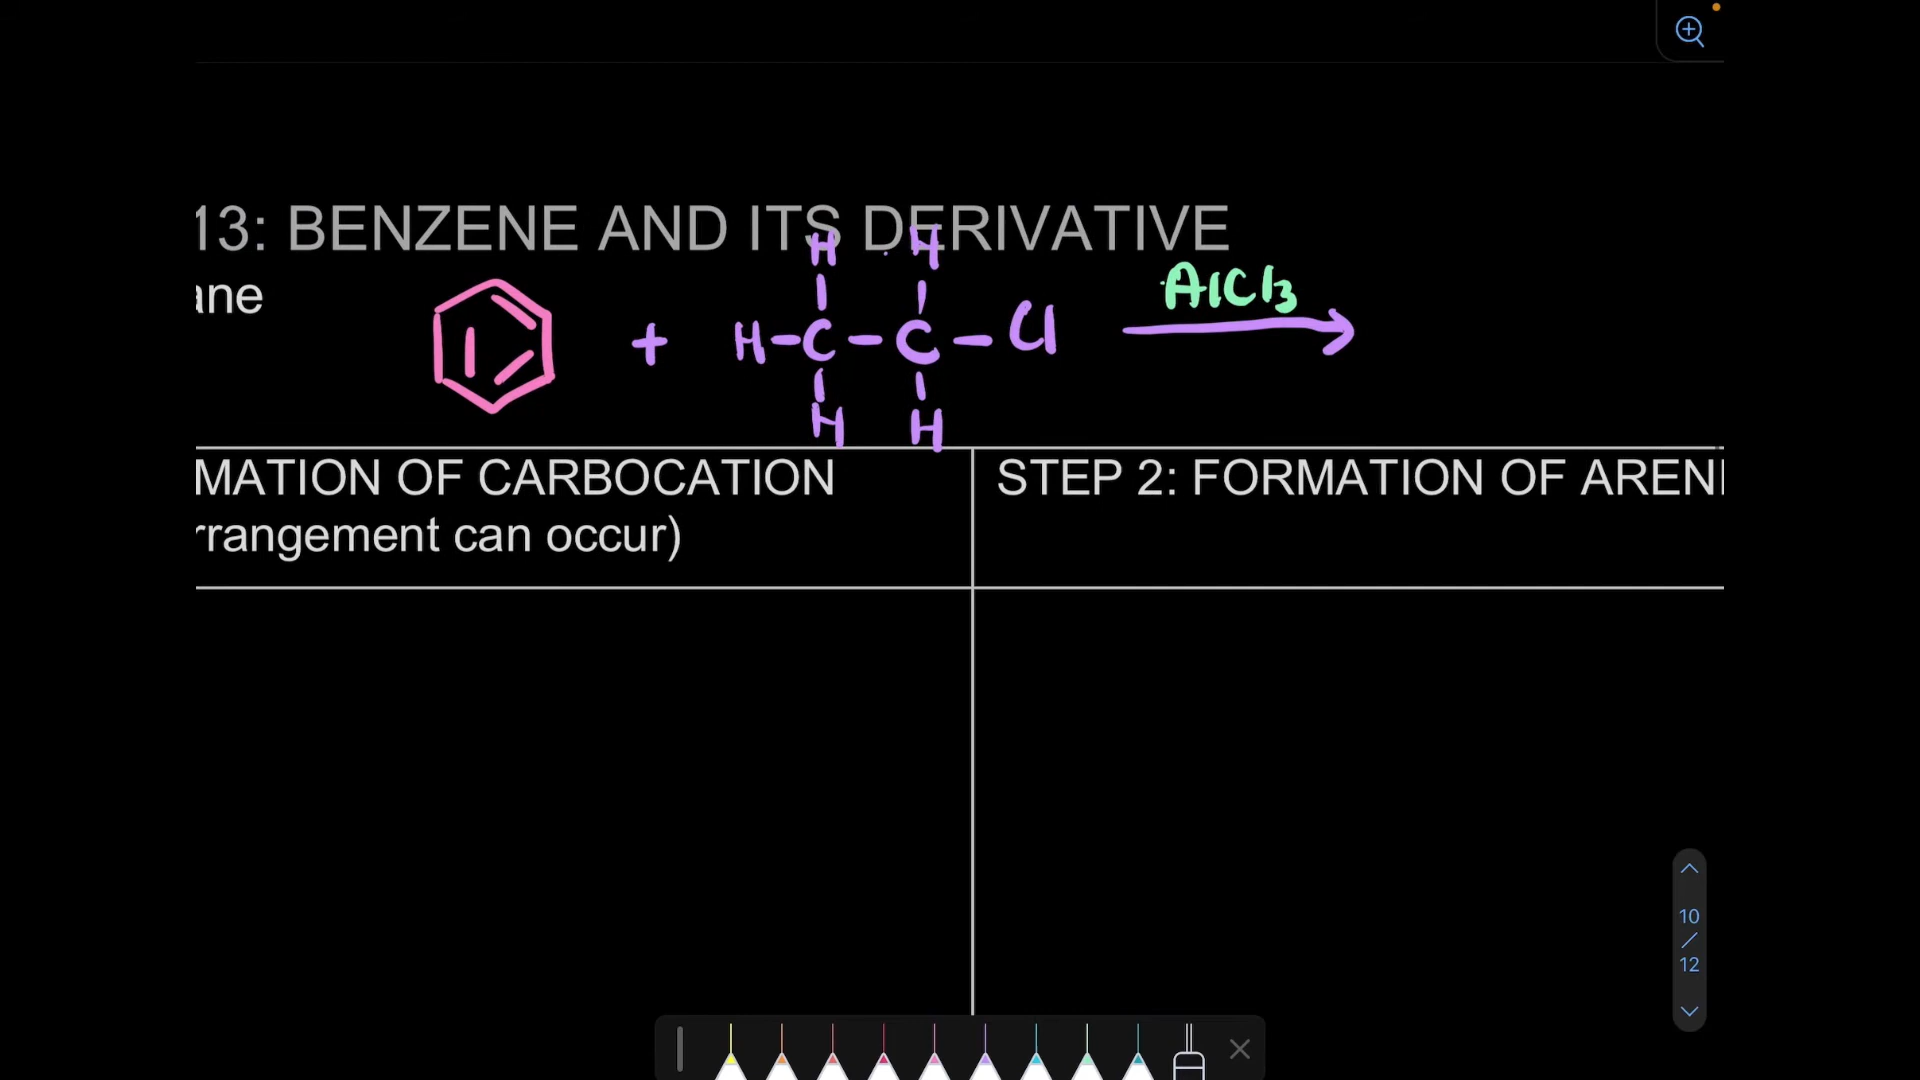 13: BENZENE AND ITS DERIVATIVE
ane
H H
+ H-C-C-Cl AlCl3
H H
MATION OF CARBOCATION
rrangement can occur)
STEP 2: FORMATION OF ARENI
10
/
12